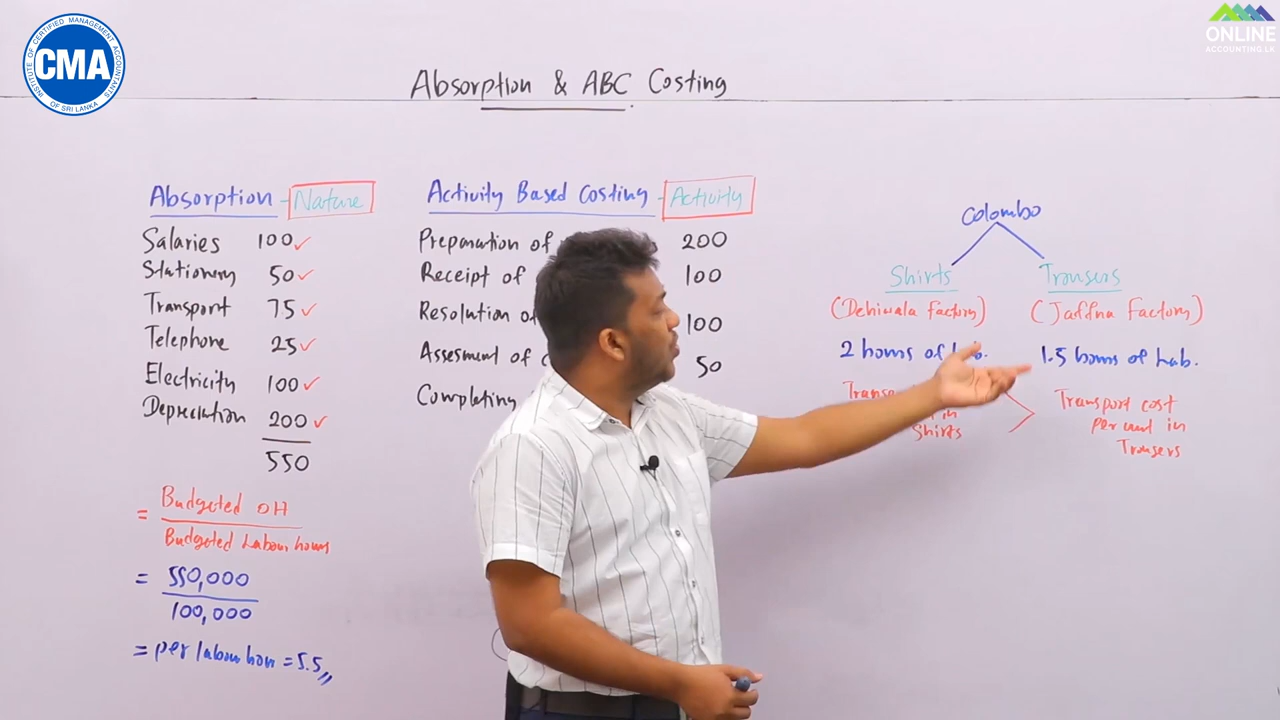 INSTITUTE OF CERTIFIED MANAGEMENT ACCOUNTANTS
CMA
OF SRI LANKA
ONLINE
ACCOUNTING.LK
Absorption & ABC Costing
Absorption - Nature
Salaries 100 ✓
Stationery 50 ✓
Transport 75 ✓
Telephone 25 ✓
Electricity 100 ✓
Depreciation 200 ✓
550
= Budgeted OH
Budgeted Labour hours
= 550,000
100,000
= per labour hour = 5.5
Activity Based Costing - Activity
Preparation of 200
Receipt of 100
Resolution of 100
Assesment of 50
Completing
Colombo
Shirts Trousers
(Dehiwala Factory) (Jaffna Factory)
2 hours of 1.5 hours of Lab.
in
Shirts
Transport cost
Per unit in
Trousers